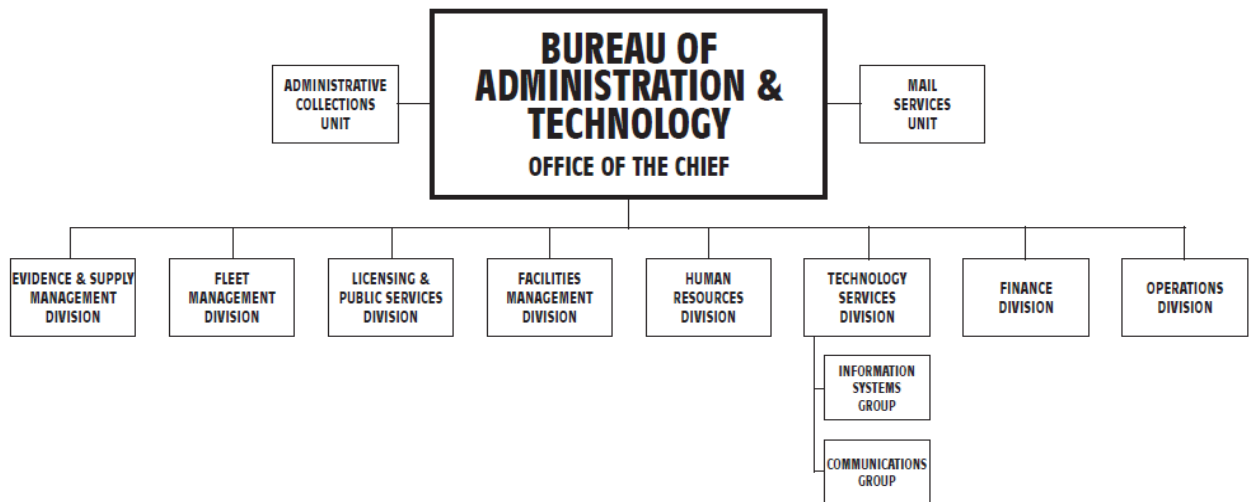 BUREAU OF
ADMINISTRATION &
TECHNOLOGY
OFFICE OF THE CHIEF
ADMINISTRATIVE
COLLECTIONS
UNIT
MAIL
SERVICES
UNIT
EVIDENCE & SUPPLY
MANAGEMENT
DIVISION
FLEET
MANAGEMENT
DIVISION
LICENSING &
PUBLIC SERVICES
DIVISION
FACILITIES
MANAGEMENT
DIVISION
HUMAN
RESOURCES
DIVISION
TECHNOLOGY
SERVICES
DIVISION
FINANCE
DIVISION
OPERATIONS
DIVISION
INFORMATION
SYSTEMS
GROUP
COMMUNICATIONS
GROUP